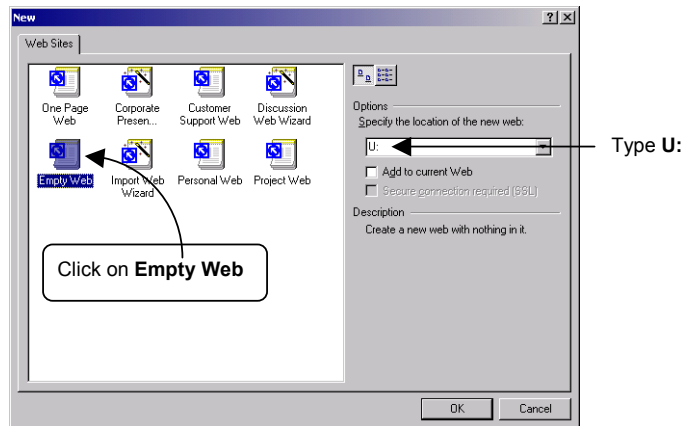 New
Web Sites
One Page
Web
Corporate
Presen...
Customer
Support Web
Discussion
Web Wizard
Empty Web
Import Web
Wizard
Personal Web
Project Web
Click on Empty Web
Options
Specify the location of the new web:
U:
Type U:
Add to current Web
Secure connection required (SSL)
Description
Create a new web with nothing in it.
OK
Cancel